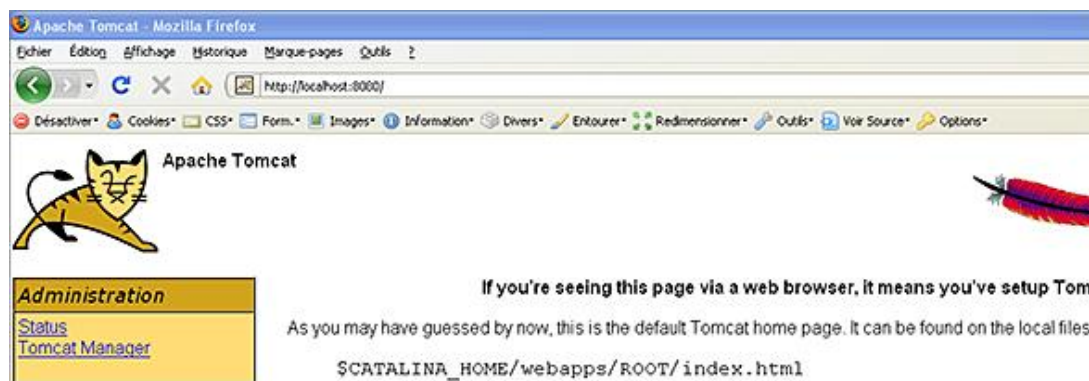 Apache Tomcat - Mozilla Firefox
Fichier Édition Affichage Historique Marque-pages Outils ?
http://localhost:8080/
Désactiver Cookies CSS Form. Images Information Divers Entourer Redimensionner Outils Voir Source Options
Apache Tomcat
Administration
Status
Tomcat Manager
If you're seeing this page via a web browser, it means you've setup Tom
As you may have guessed by now, this is the default Tomcat home page. It can be found on the local files
$CATALINA_HOME/webapps/ROOT/index.html